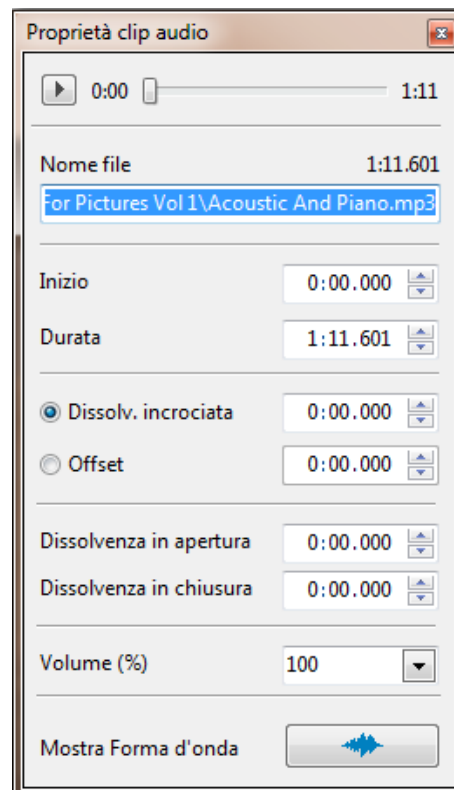 Proprietà clip audio
0:00 1:11
Nome file 1:11.601
For Pictures Vol 1\Acoustic And Piano.mp3
Inizio 0:00.000
Durata 1:11.601
Dissolv. incrociata 0:00.000
Offset 0:00.000
Dissolvenza in apertura 0:00.000
Dissolvenza in chiusura 0:00.000
Volume (%) 100
Mostra Forma d'onda